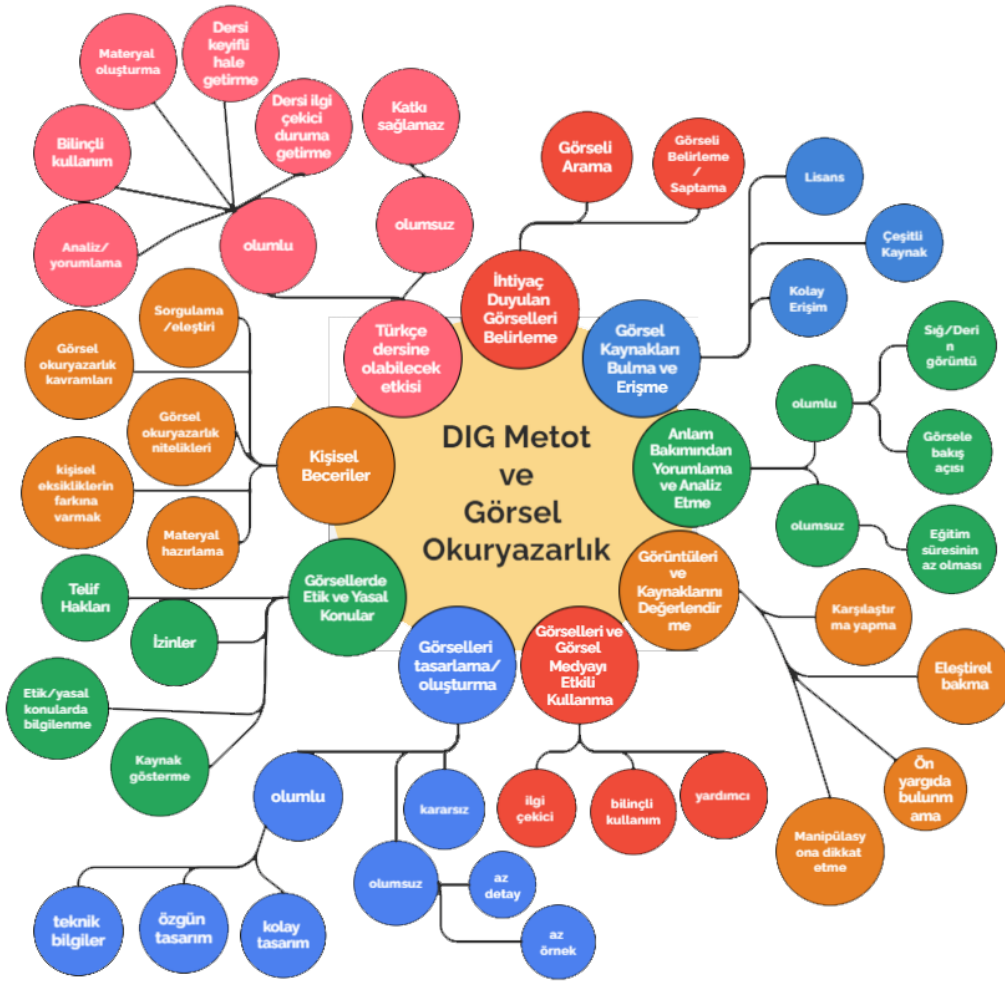 Dersi
keyifli
hale
getirme
Materyal
oluşturma
Dersi ilgi
çekici
duruma
getirme
Katkı
sağlamaz
Bilinçli
kullanım
Analiz/
yorumlama
olumlu
olumsuz
Türkçe
dersine
olabilecek
etkisi
Görseli
Arama
Görseli
Belirleme
/
Saptama
İhtiyaç
Duyulan
Görselleri
Belirleme
Lisans
Çeşitli
Kaynak
Kolay
Erişim
Görsel
Kaynakları
Bulma ve
Erişme
Sığ/Deri
n
görüntü
olumlu
Görsele
bakış
açısı
olumsuz
Eğitim
süresinin
az olması
Anlam
Bakımından
Yorumlama
ve Analiz
Etme
DIG Metot
ve
Görsel
Okuryazarlık
Sorgulama
/eleştiri
Görsel
okuryazarlık
kavramları
Görsel
okuryazarlık
nitelikleri
kişisel
eksikliklerin
farkına
varmak
Materyal
hazırlama
Kişisel
Beceriler
Görüntüleri
ve
Kaynaklarını
Değerlendir
me
Karşılaştır
ma yapma
Eleştirel
bakma
Ön
yargıda
bulunm
ama
Manipülasy
ona dikkat
etme
Görsellerde
Etik ve Yasal
Konular
Telif
Hakları
İzinler
Etik/yasal
konularda
bilgilenme
Kaynak
gösterme
Görselleri
tasarlama/
oluşturma
olumlu
kararsız
olumsuz
teknik
bilgiler
özgün
tasarım
kolay
tasarım
az
detay
az
örnek
Görselleri ve
Görsel
Medyayı
Etkili
Kullanma
ilgi
çekici
bilinçli
kullanım
yardımcı